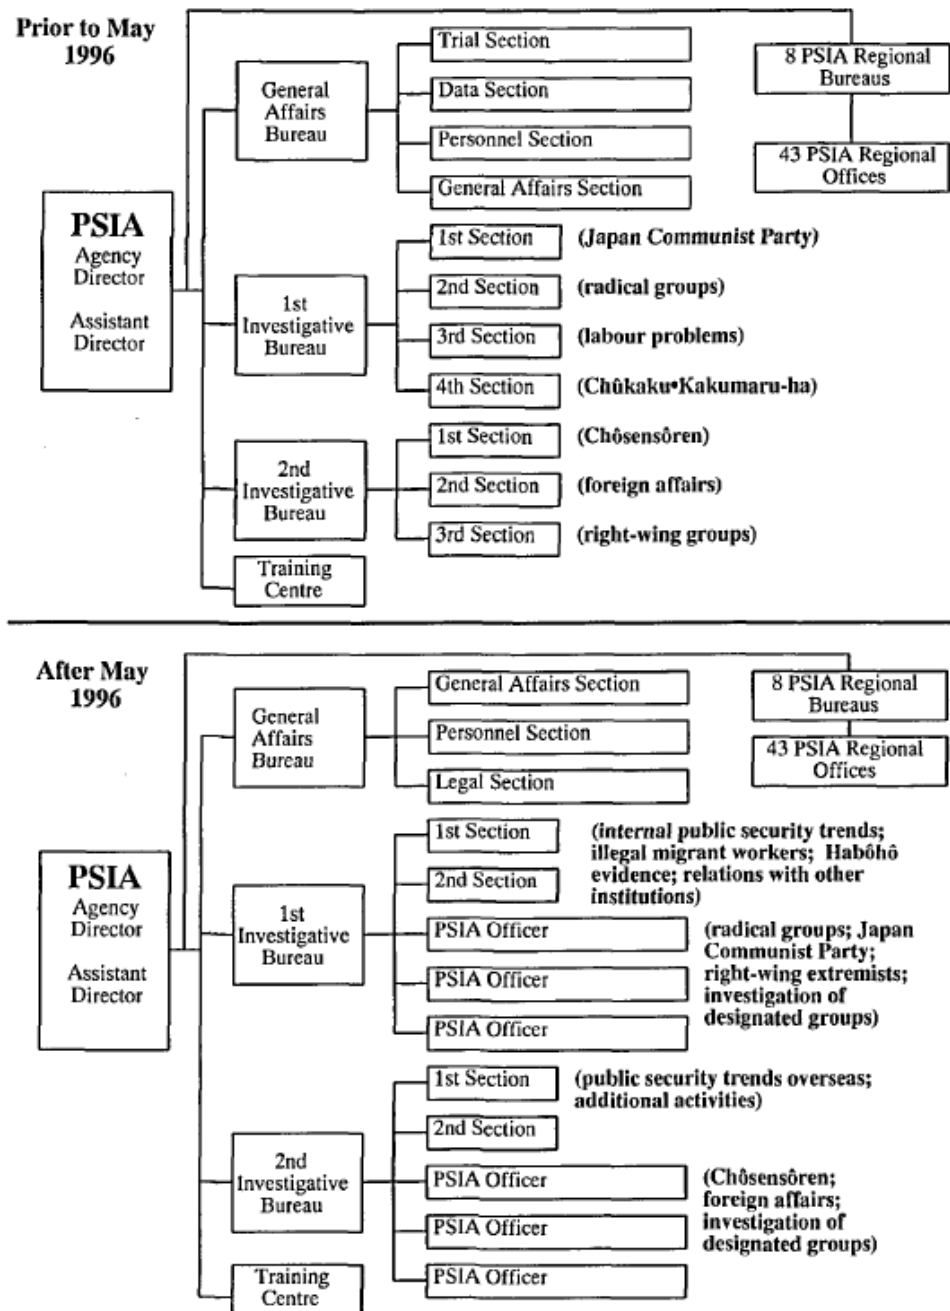 Prior to May
1996
PSIA
Agency
Director
Assistant
Director
General
Affairs
Bureau
Trial Section
Data Section
Personnel Section
General Affairs Section
1st
Investigative
Bureau
1st Section
(Japan Communist Party)
2nd Section
(radical groups)
3rd Section
(labour problems)
4th Section
(Chûkaku•Kakumaru-ha)
2nd
Investigative
Bureau
1st Section
(Chôsensôren)
2nd Section
(foreign affairs)
3rd Section
(right-wing groups)
Training
Centre
8 PSIA Regional
Bureaus
43 PSIA Regional
Offices
After May
1996
PSIA
Agency
Director
Assistant
Director
General
Affairs
Bureau
General Affairs Section
Personnel Section
Legal Section
1st
Investigative
Bureau
1st Section
2nd Section
(internal public security trends;
illegal migrant workers; Habôhô
evidence; relations with other
institutions)
PSIA Officer
PSIA Officer
PSIA Officer
(radical groups; Japan
Communist Party;
right-wing extremists;
investigation of
designated groups)
2nd
Investigative
Bureau
1st Section
(public security trends overseas;
additional activities)
2nd Section
PSIA Officer
PSIA Officer
PSIA Officer
(Chôsensôren;
foreign affairs;
investigation of
designated groups)
Training
Centre
8 PSIA Regional
Bureaus
43 PSIA Regional
Offices